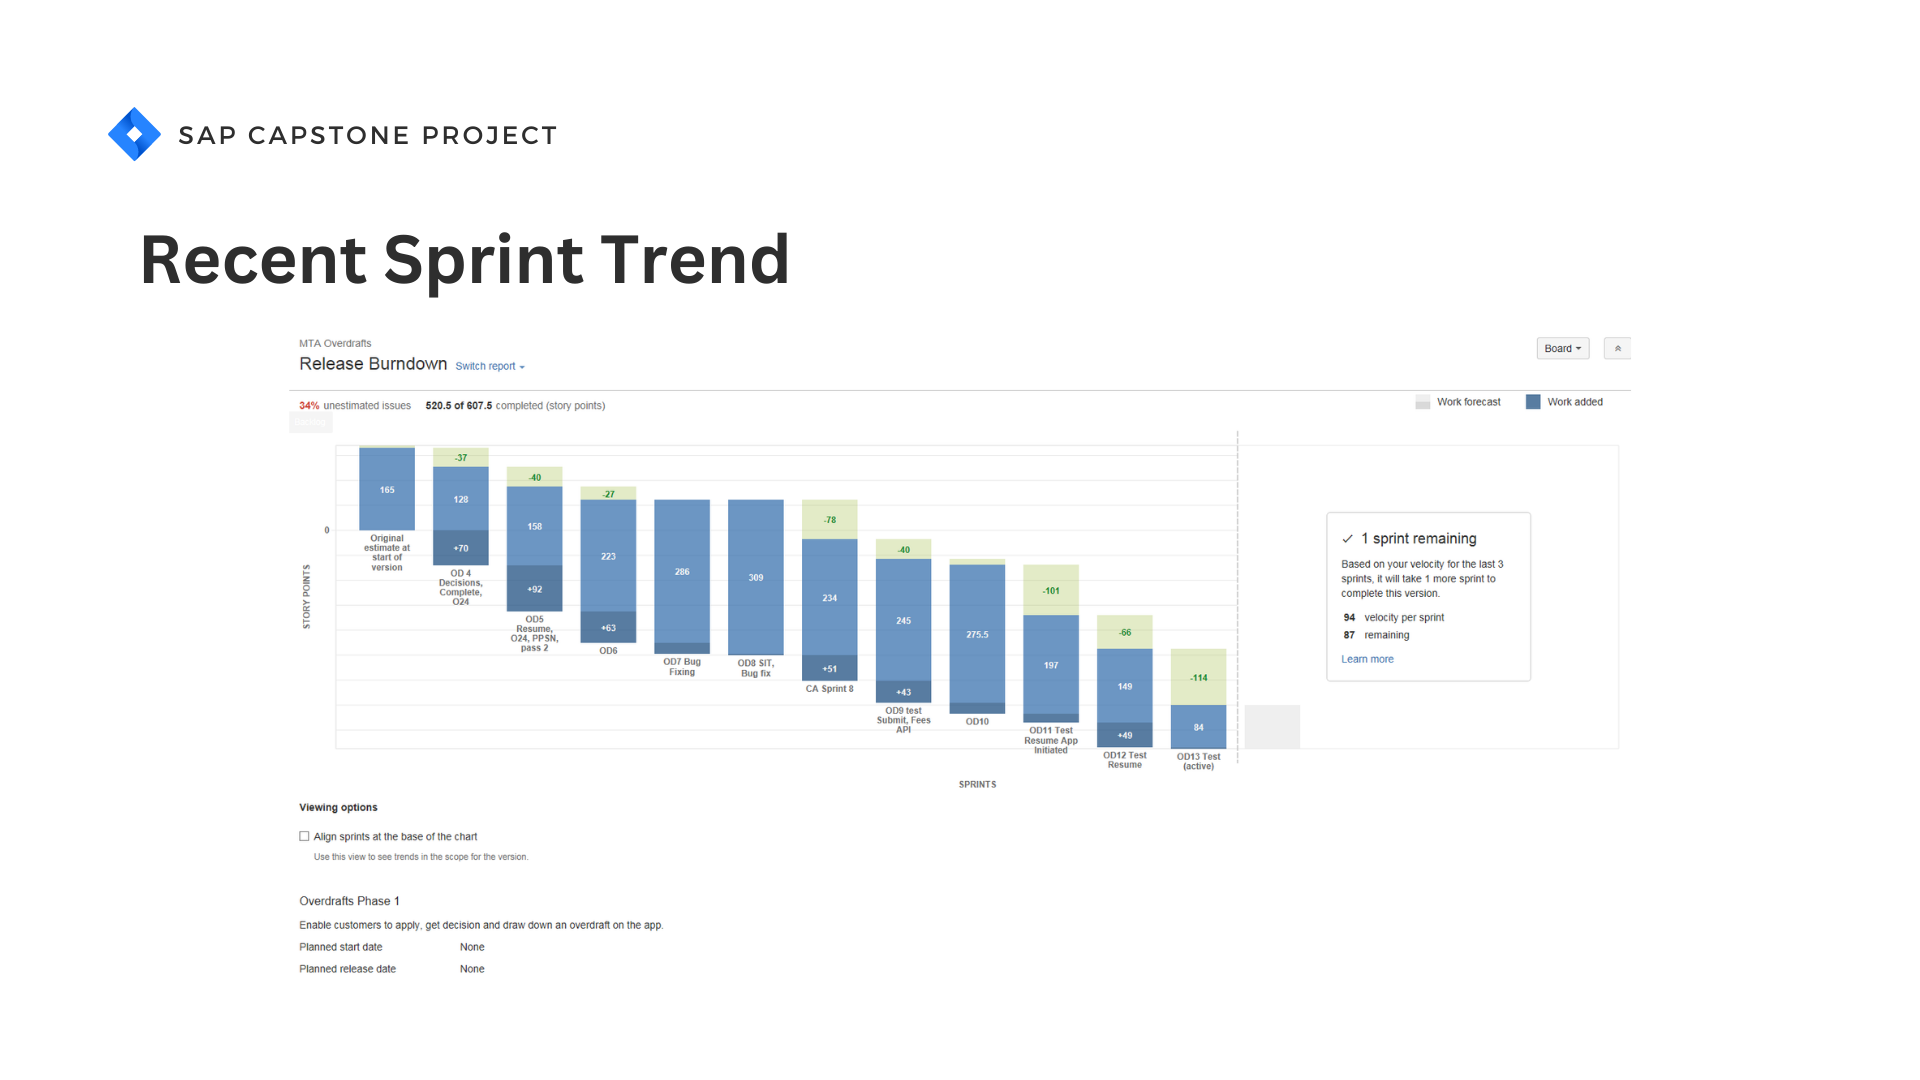 SAP CAPSTONE PROJECT
Recent Sprint Trend
MTA Overdrafts
Release Burndown Switch report
Board
34% unestimated issues 520.5 of 607.5 completed (story points)
Work forecast Work added
STORY POINTS
0
165
Original
estimate at
start of
version
-37
128
+70
OD 4
Decisions,
Complete,
O24
-40
158
+92
OD5
Resume,
O24, PPSN,
pass 2
-27
223
+63
OD6
286
OD7 Bug
Fixing
309
OD8 SIT,
Bug fix
-78
234
+51
CA Sprint 8
-40
245
+43
OD9 test
Submit, Fees
API
275.5
OD10
-101
197
OD11 Test
Resume App
Initiated
-66
149
+49
OD12 Test
Resume
-114
84
OD13 Test
(active)
1 sprint remaining
Based on your velocity for the last 3
sprints, it will take 1 more sprint to
complete this version.
94 velocity per sprint
87 remaining
Learn more
SPRINTS
Viewing options
Align sprints at the base of the chart
Use this view to see trends in the scope for the version.
Overdrafts Phase 1
Enable customers to apply, get decision and draw down an overdraft on the app.
Planned start date None
Planned release date None